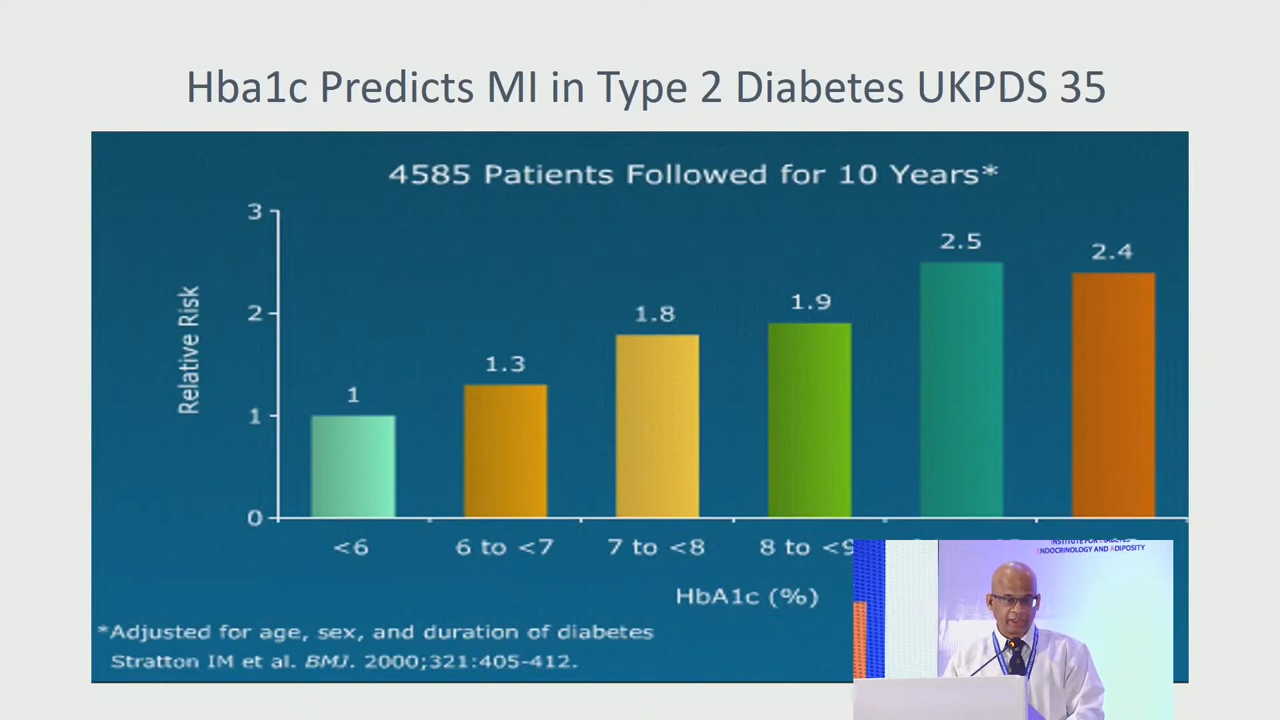 Hba1c Predicts MI in Type 2 Diabetes UKPDS 35
4585 Patients Followed for 10 Years*
3
2
1
0
Relative Risk
1
1.3
1.8
1.9
2.5
2.4
<6
6 to <7
7 to <8
8 to <9
HbA1c (%)
*Adjusted for age, sex, and duration of diabetes
Stratton IM et al. BMJ. 2000;321:405-412.
ENDOCRINOLOGY AND ADIPOSITY